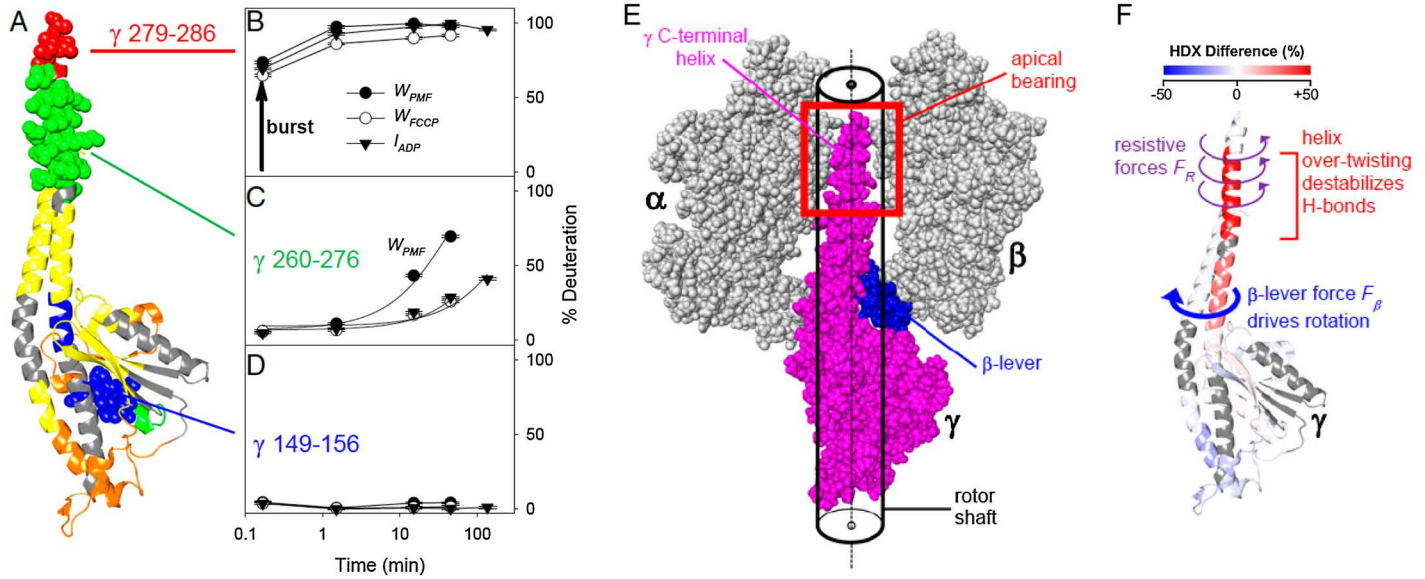 A
γ 279-286
γ 260-276
γ 149-156
B
burst
W_PMF
W_FCCP
I_ADP
100
50
0
C
W_PMF
100
50
0
D
100
50
0
% Deuteration
0.1
1
10
100
Time (min)
E
γ C-terminal
helix
apical
bearing
α
β
β-lever
γ
rotor
shaft
F
HDX Difference (%)
-50
0
+50
resistive
forces F_R
helix
over-twisting
destabilizes
H-bonds
β-lever force F_β
drives rotation
γ